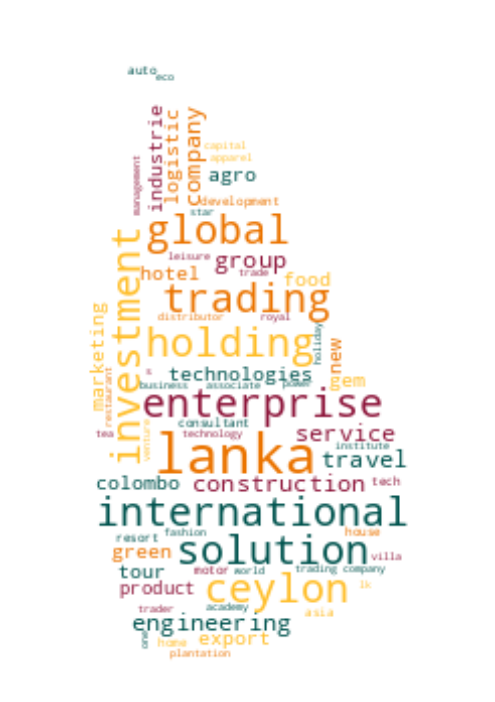 auto
eco
management
industrie
logistic
company
capital
apparel
agro
development
star
global
leisure
group
hotel
trade
food
investment
trading
distributor
royal
marketing
holding
holiday
new
restaurant
s
technologies
gem
business
associate
power
enterprise
venture
consultant
tea
technology
service
institute
lanka
travel
colombo
construction
tech
international
resort
fashion
house
green
solution
villa
tour
motor
world
trading company
product
ceylon
lk
trader
academy
asia
engineering
one
home
export
plantation